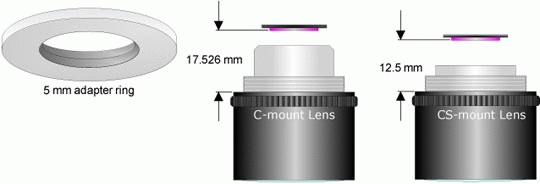 5 mm adapter ring
17.526 mm
C-mount Lens
12.5 mm
CS-mount Lens